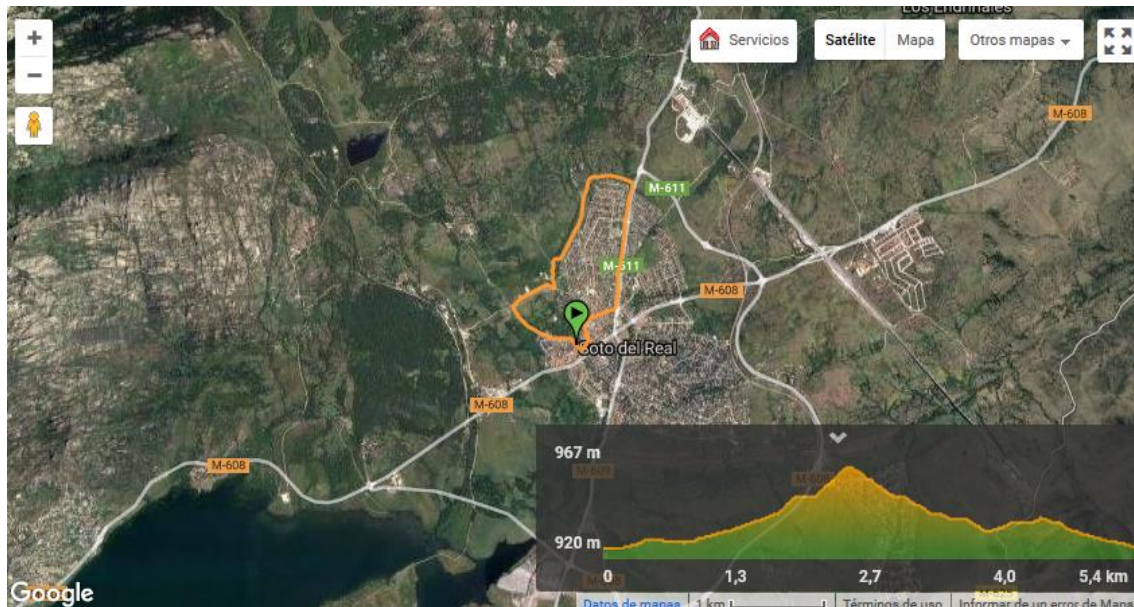 Los Endrinales
+
Servicios
Satélite
Mapa
Otros mapas
−
M-608
M-611
M-611
M-608
Soto del Real
M-608
M-608
967 m
920 m
0
1,3
2,7
4,0
5,4 km
Google
Datos de mapas
1 km
Términos de uso
Informar de un error de Maps